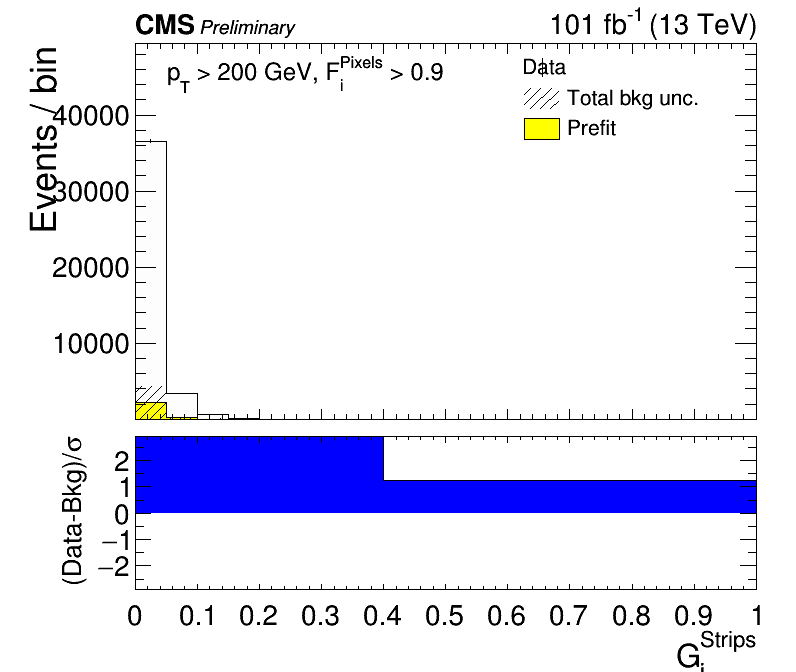 CMS Preliminary 101 fb-1 (13 TeV)
pT > 200 GeV, FiPixels > 0.9
Data
Total bkg unc.
Prefit
Events / bin
40000
30000
20000
10000
(Data-Bkg)/σ
2
1
0
−1
−2
0 0.1 0.2 0.3 0.4 0.5 0.6 0.7 0.8 0.9 1
GiStrips